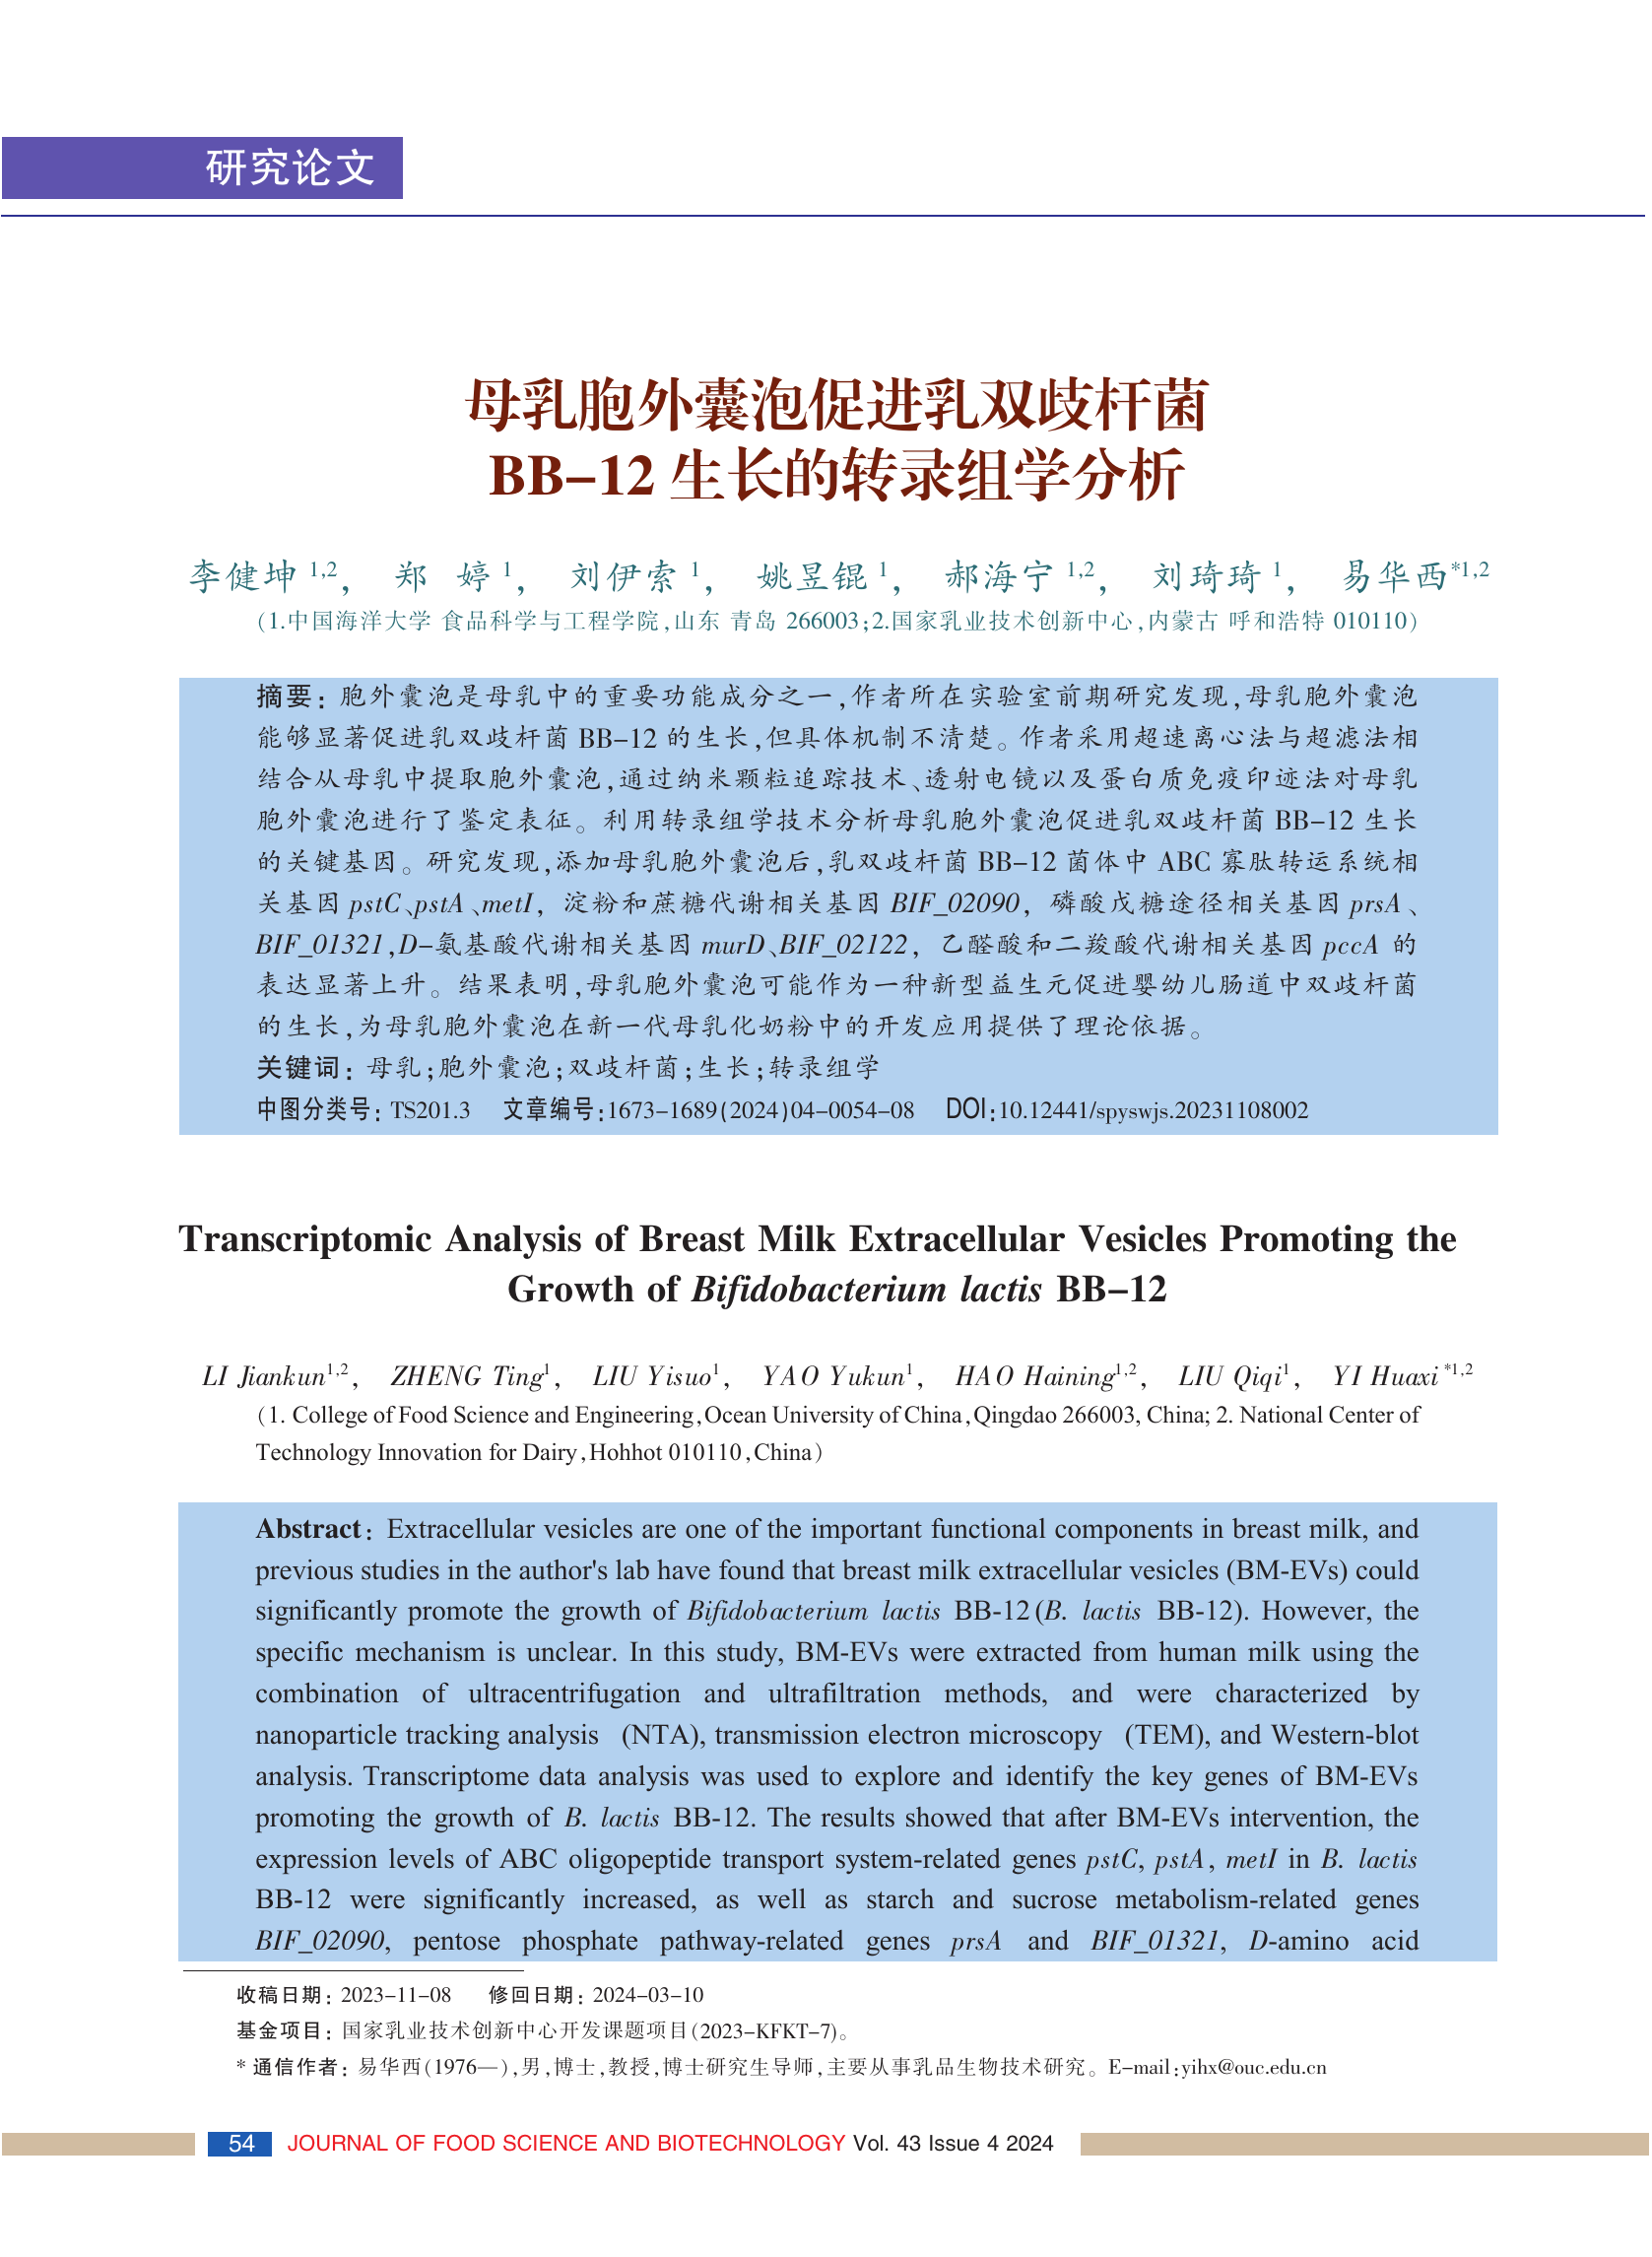 研究论文
母乳胞外囊泡促进乳双歧杆菌
BB-12 生长的转录组学分析
李健坤 1,2， 郑 婷 1， 刘伊索 1， 姚昱锟 1， 郝海宁 1,2， 刘琦琦 1， 易华西*1,2
(1.中国海洋大学 食品科学与工程学院,山东 青岛 266003;2.国家乳业技术创新中心,内蒙古 呼和浩特 010110)
摘要: 胞外囊泡是母乳中的重要功能成分之一,作者所在实验室前期研究发现,母乳胞外囊泡
能够显著促进乳双歧杆菌 BB-12 的生长,但具体机制不清楚。作者采用超速离心法与超滤法相
结合从母乳中提取胞外囊泡,通过纳米颗粒追踪技术、透射电镜以及蛋白质免疫印迹法对母乳
胞外囊泡进行了鉴定表征。利用转录组学技术分析母乳胞外囊泡促进乳双歧杆菌 BB-12 生长
的关键基因。研究发现,添加母乳胞外囊泡后,乳双歧杆菌 BB-12 菌体中 ABC 寡肽转运系统相
关基因 pstC、pstA、metI, 淀粉和蔗糖代谢相关基因 BIF_02090, 磷酸戊糖途径相关基因 prsA、
BIF_01321,D-氨基酸代谢相关基因 murD、BIF_02122, 乙醛酸和二羧酸代谢相关基因 pccA 的
表达显著上升。结果表明,母乳胞外囊泡可能作为一种新型益生元促进婴幼儿肠道中双歧杆菌
的生长,为母乳胞外囊泡在新一代母乳化奶粉中的开发应用提供了理论依据。
关键词: 母乳;胞外囊泡;双歧杆菌;生长;转录组学
中图分类号: TS201.3 文章编号:1673-1689(2024)04-0054-08 DOI:10.12441/spyswjs.20231108002
Transcriptomic Analysis of Breast Milk Extracellular Vesicles Promoting the
Growth of Bifidobacterium lactis BB-12
LI Jiankun1,2, ZHENG Ting1, LIU Yisuo1, YAO Yukun1, HAO Haining1,2, LIU Qiqi1, YI Huaxi*1,2
(1. College of Food Science and Engineering,Ocean University of China,Qingdao 266003, China; 2. National Center of
Technology Innovation for Dairy,Hohhot 010110,China)
Abstract: Extracellular vesicles are one of the important functional components in breast milk, and
previous studies in the author's lab have found that breast milk extracellular vesicles (BM-EVs) could
significantly promote the growth of Bifidobacterium lactis BB-12(B. lactis BB-12). However, the
specific mechanism is unclear. In this study, BM-EVs were extracted from human milk using the
combination of ultracentrifugation and ultrafiltration methods, and were characterized by
nanoparticle tracking analysis (NTA), transmission electron microscopy (TEM), and Western-blot
analysis. Transcriptome data analysis was used to explore and identify the key genes of BM-EVs
promoting the growth of B. lactis BB-12. The results showed that after BM-EVs intervention, the
expression levels of ABC oligopeptide transport system-related genes pstC, pstA, metI in B. lactis
BB-12 were significantly increased, as well as starch and sucrose metabolism-related genes
BIF_02090, pentose phosphate pathway-related genes prsA and BIF_01321, D-amino acid
收稿日期: 2023-11-08 修回日期: 2024-03-10
基金项目: 国家乳业技术创新中心开发课题项目(2023-KFKT-7)。
* 通信作者: 易华西(1976—),男,博士,教授,博士研究生导师,主要从事乳品生物技术研究。E-mail:yihx@ouc.edu.cn
54 JOURNAL OF FOOD SCIENCE AND BIOTECHNOLOGY Vol. 43 Issue 4 2024